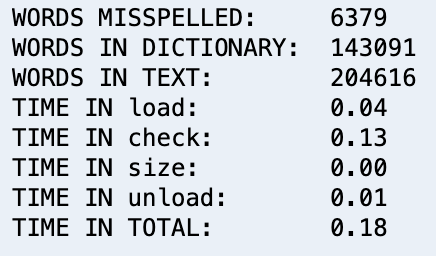 WORDS MISSPELLED: 6379
WORDS IN DICTIONARY: 143091
WORDS IN TEXT: 204616
TIME IN load: 0.04
TIME IN check: 0.13
TIME IN size: 0.00
TIME IN unload: 0.01
TIME IN TOTAL: 0.18